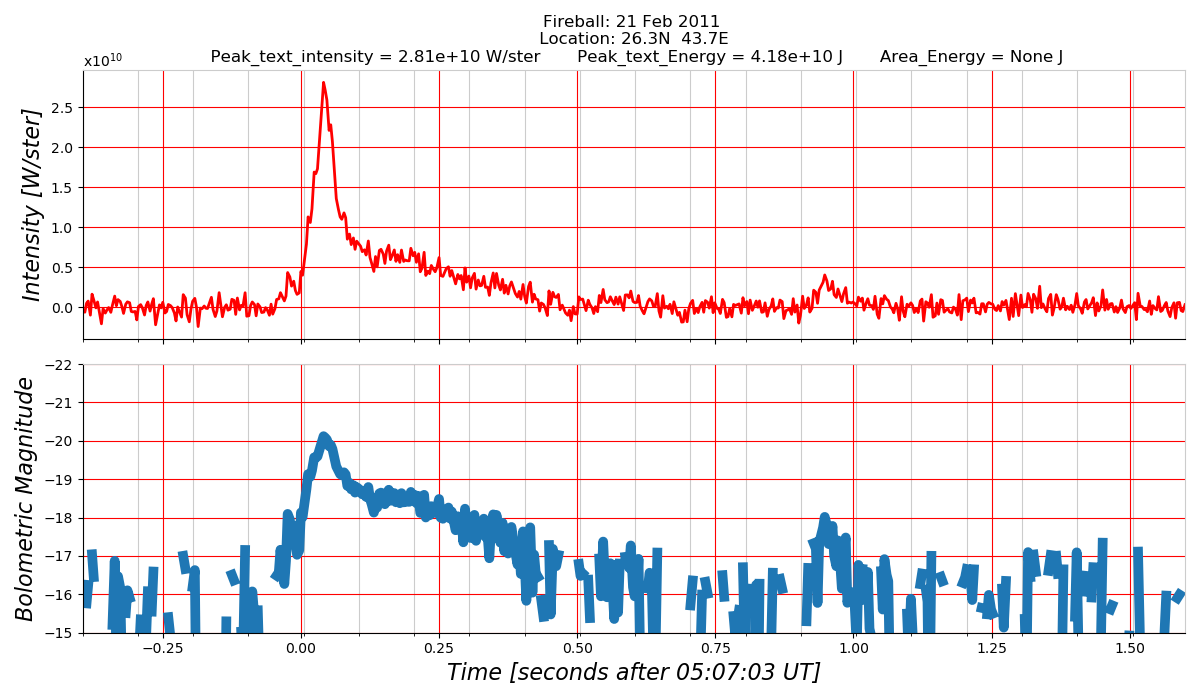 Fireball: 21 Feb 2011
Location: 26.3N  43.7E
Peak_text_intensity = 2.81e+10 W/ster       Peak_text_Energy = 4.18e+10 J       Area_Energy = None J
x10¹⁰
Intensity [W/ster]
2.5
2.0
1.5
1.0
0.5
0.0
Bolometric Magnitude
−22
−21
−20
−19
−18
−17
−16
−15
−0.25 0.00 0.25 0.50 0.75 1.00 1.25 1.50
Time [seconds after 05:07:03 UT]